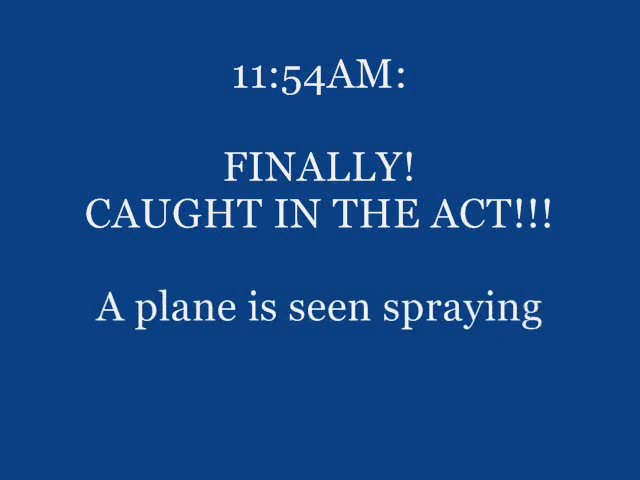 11:54AM:
FINALLY!
CAUGHT IN THE ACT!!!
A plane is seen spraying